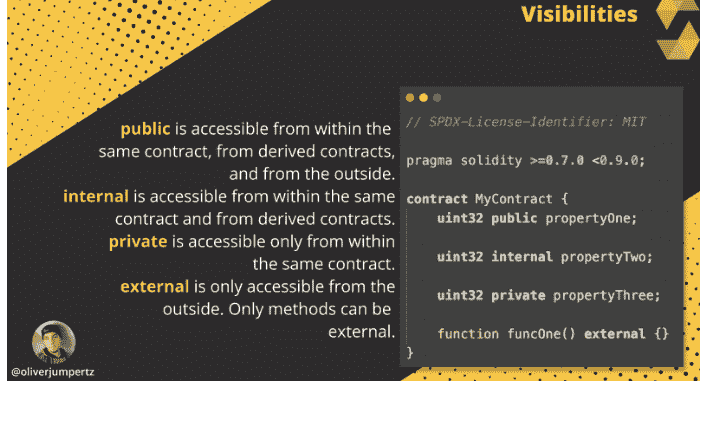 Visibilities
public is accessible from within the
same contract, from derived contracts,
and from the outside.
internal is accessible from within the same
contract and from derived contracts.
private is accessible only from within
the same contract.
external is only accessible from the
outside. Only methods can be
external.
@oliverjumpertz
// SPDX-License-Identifier: MIT
pragma solidity >=0.7.0 <0.9.0;
contract MyContract {
uint32 public propertyOne;
uint32 internal propertyTwo;
uint32 private propertyThree;
function funcOne() external {}
}